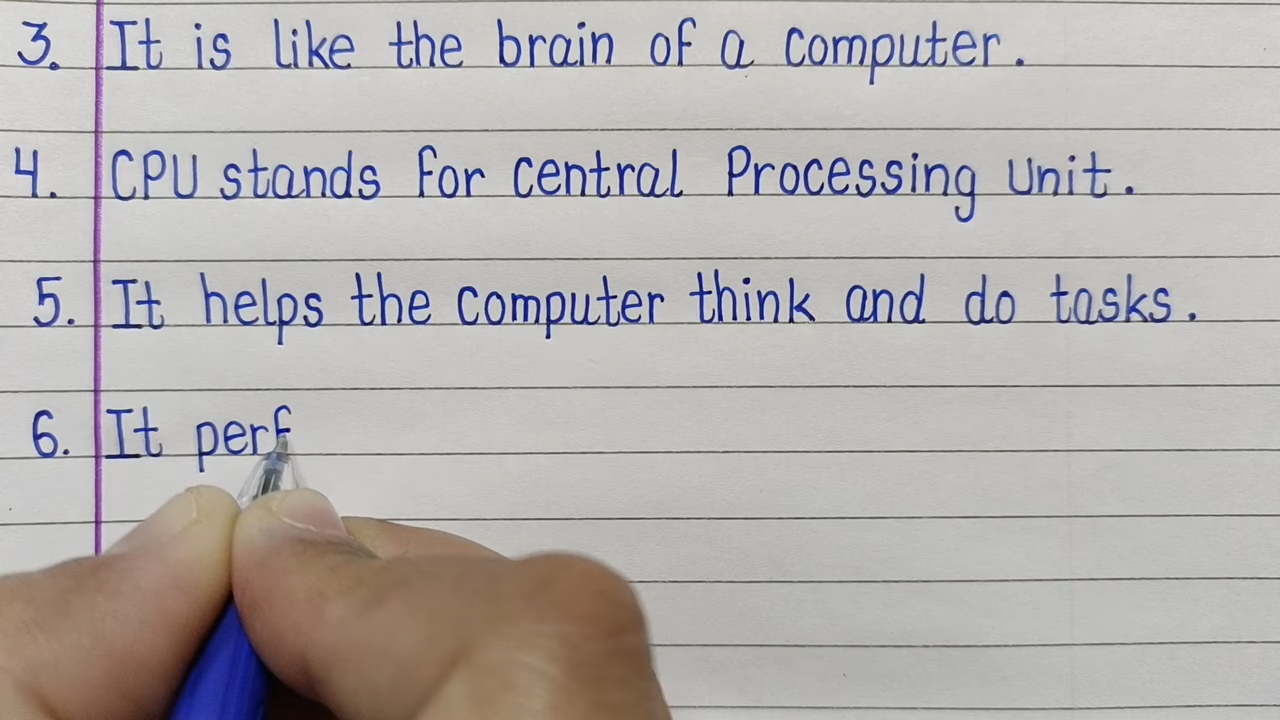 3. It is like the brain of a computer.
4. CPU stands for central Processing Unit.
5. It helps the computer think and do tasks.
6. It perf